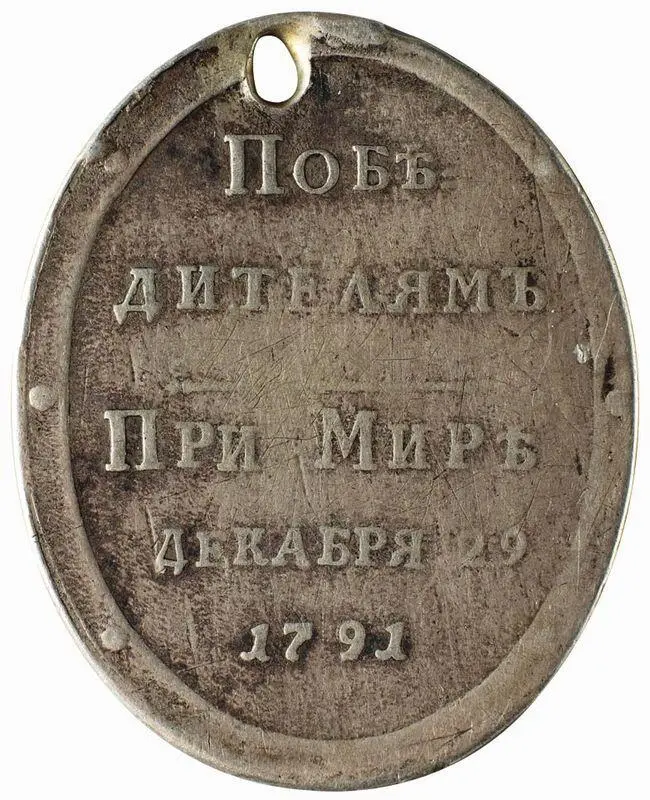 Побѣ
дителямъ
При Мирѣ
декабря 29
1791